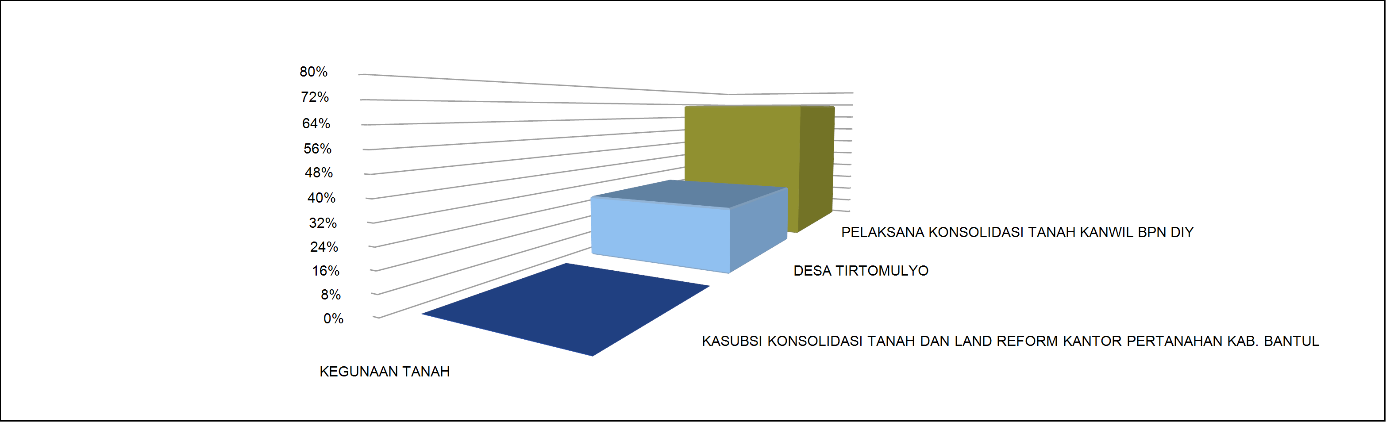 80%
72%
64%
56%
48%
40%
32%
24%
16%
8%
0%
PELAKSANA KONSOLIDASI TANAH KANWIL BPN DIY
DESA TIRTOMULYO
KASUBSI KONSOLIDASI TANAH DAN LAND REFORM KANTOR PERTANAHAN KAB. BANTUL
KEGUNAAN TANAH